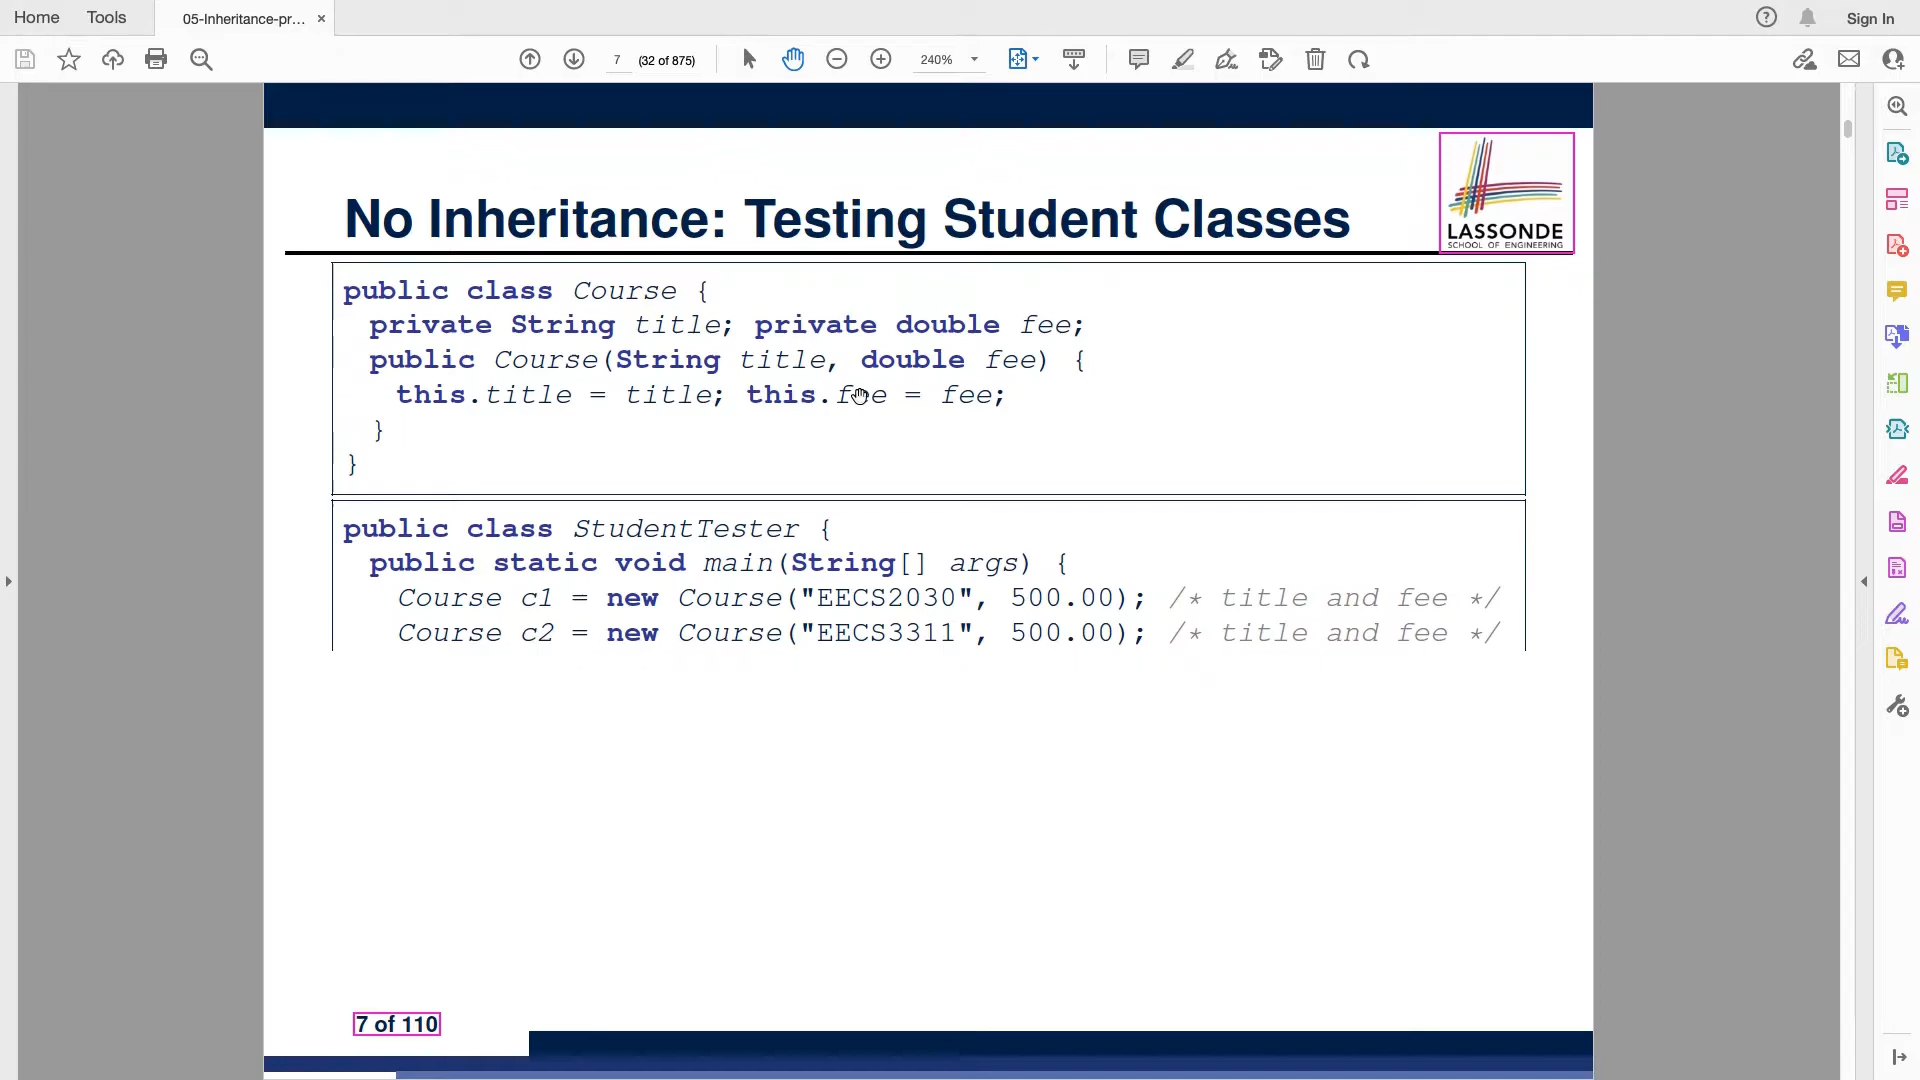 Home Tools 05-Inheritance-pr... × Sign In
7 (32 of 875) 240%
No Inheritance: Testing Student Classes
LASSONDE
SCHOOL OF ENGINEERING
public class Course {
private String title; private double fee;
public Course(String title, double fee) {
this.title = title; this.fee = fee;
}
}
public class StudentTester {
public static void main(String[] args) {
Course c1 = new Course("EECS2030", 500.00); /* title and fee */
Course c2 = new Course("EECS3311", 500.00); /* title and fee */
7 of 110